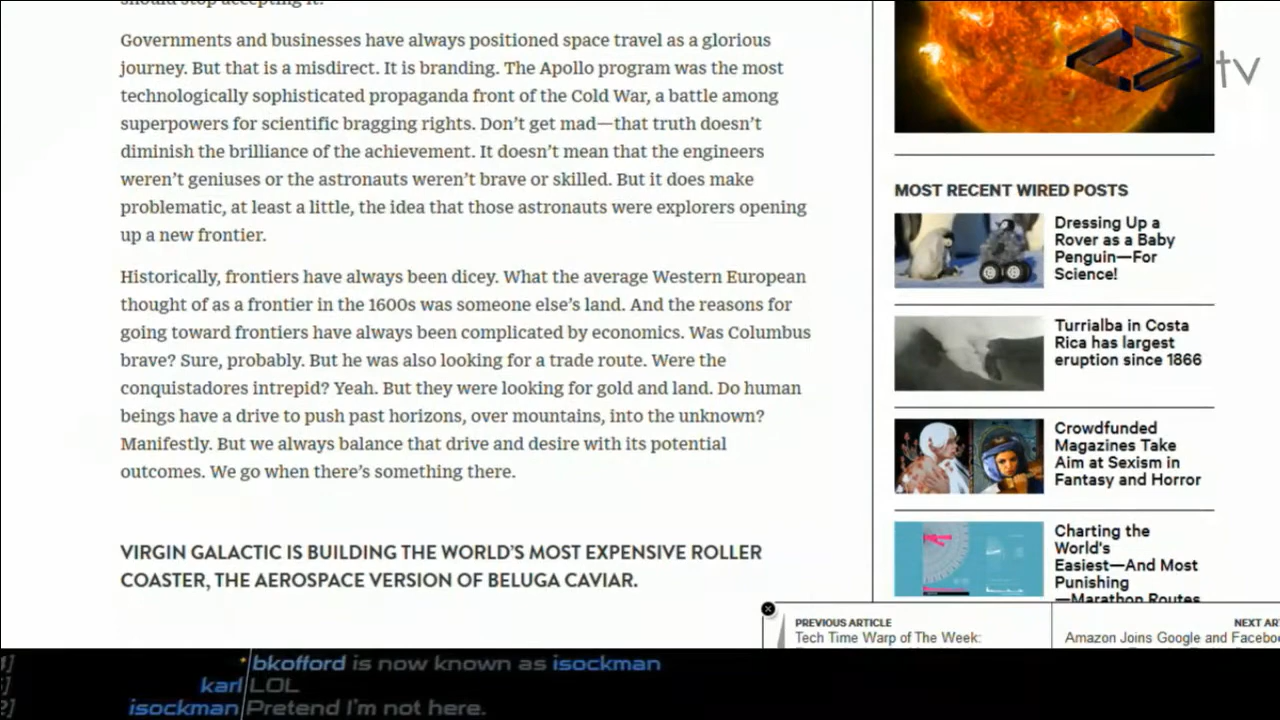 should stop accepting it.
Governments and businesses have always positioned space travel as a glorious
journey. But that is a misdirect. It is branding. The Apollo program was the most
technologically sophisticated propaganda front of the Cold War, a battle among
superpowers for scientific bragging rights. Don’t get mad—that truth doesn’t
diminish the brilliance of the achievement. It doesn’t mean that the engineers
weren’t geniuses or the astronauts weren’t brave or skilled. But it does make
problematic, at least a little, the idea that those astronauts were explorers opening
up a new frontier.
Historically, frontiers have always been dicey. What the average Western European
thought of as a frontier in the 1600s was someone else’s land. And the reasons for
going toward frontiers have always been complicated by economics. Was Columbus
brave? Sure, probably. But he was also looking for a trade route. Were the
conquistadores intrepid? Yeah. But they were looking for gold and land. Do human
beings have a drive to push past horizons, over mountains, into the unknown?
Manifestly. But we always balance that drive and desire with its potential
outcomes. We go when there’s something there.
VIRGIN GALACTIC IS BUILDING THE WORLD’S MOST EXPENSIVE ROLLER
COASTER, THE AEROSPACE VERSION OF BELUGA CAVIAR.
tv
MOST RECENT WIRED POSTS
Dressing Up a
Rover as a Baby
Penguin—For
Science!
Turrialba in Costa
Rica has largest
eruption since 1866
Crowdfunded
Magazines Take
Aim at Sexism in
Fantasy and Horror
Charting the
World's
Easiest—And Most
Punishing
—Marathon Routes
PREVIOUS ARTICLE
Tech Time Warp of The Week:
NEXT AR
Amazon Joins Google and Faceboo
4]
*bkofford is now known as isockman
5]
karl LOL
2]
isockman Pretend I'm not here.